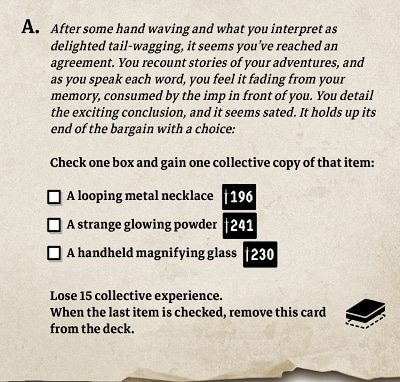 A. After some hand waving and what you interpret as
delighted tail-wagging, it seems you've reached an
agreement. You recount stories of your adventures, and
as you speak each word, you feel it fading from your
memory, consumed by the imp in front of you. You detail
the exciting conclusion, and it seems sated. It holds up its
end of the bargain with a choice:
Check one box and gain one collective copy of that item:
A looping metal necklace 196
A strange glowing powder 241
A handheld magnifying glass 230
Lose 15 collective experience.
When the last item is checked, remove this card
from the deck.